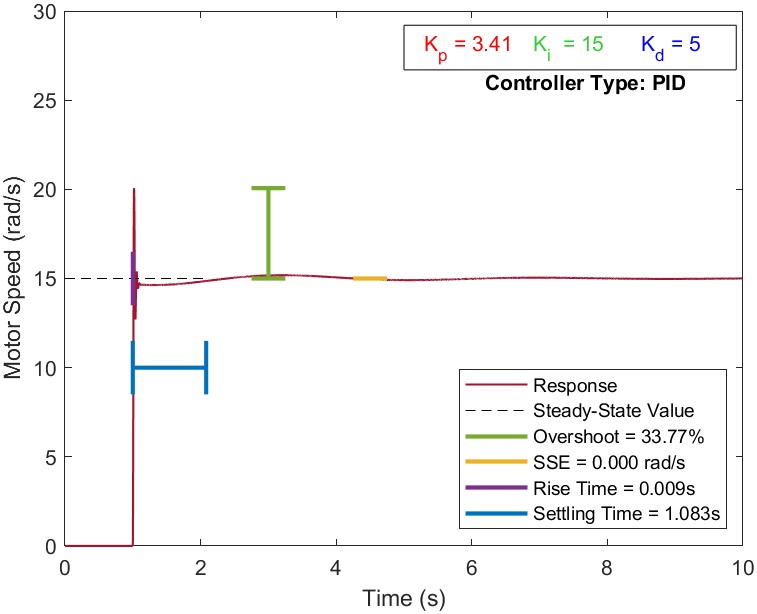 30
25
20
15
10
5
0
Motor Speed (rad/s)
Kp = 3.41 Ki = 15 Kd = 5
Controller Type: PID
Response
Steady-State Value
Overshoot = 33.77%
SSE = 0.000 rad/s
Rise Time = 0.009s
Settling Time = 1.083s
0 2 4 6 8 10
Time (s)